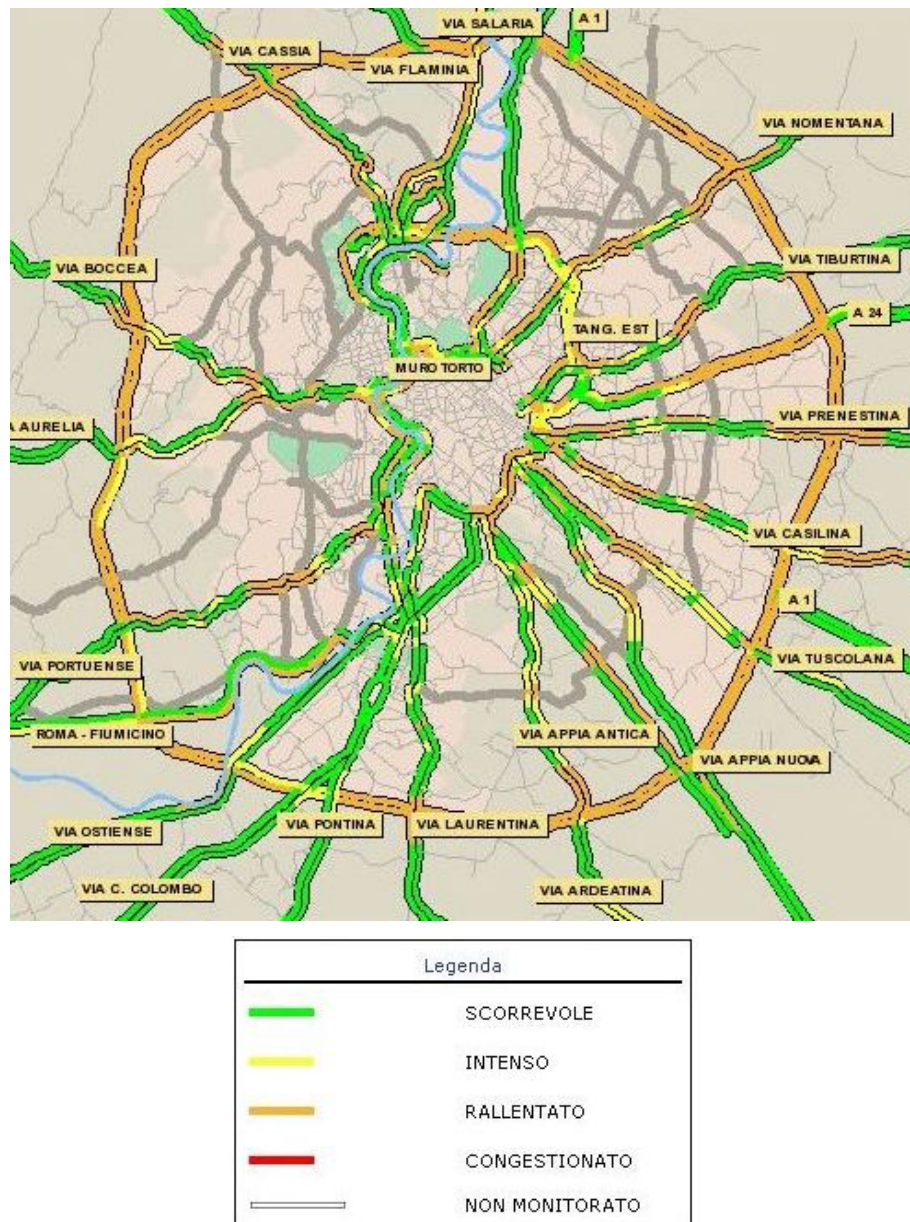 VIA SALARIA
A 1
VIA CASSIA
VIA FLAMINIA
VIA NOMENTANA
VIA BOCCEA
VIA TIBURTINA
A 24
TANG. EST
MURO TORTO
VIA PRENESTINA
A AURELIA
VIA CASILINA
A 1
VIA PORTUENSE
VIA TUSCOLANA
ROMA - FIUMICINO
VIA APPIA ANTICA
VIA APPIA NUOVA
VIA OSTIENSE
VIA PONTINA
VIA LAURENTINA
VIA C. COLOMBO
VIA ARDEATINA
Legenda
SCORREVOLE
INTENSO
RALLENTATO
CONGESTIONATO
NON MONITORATO